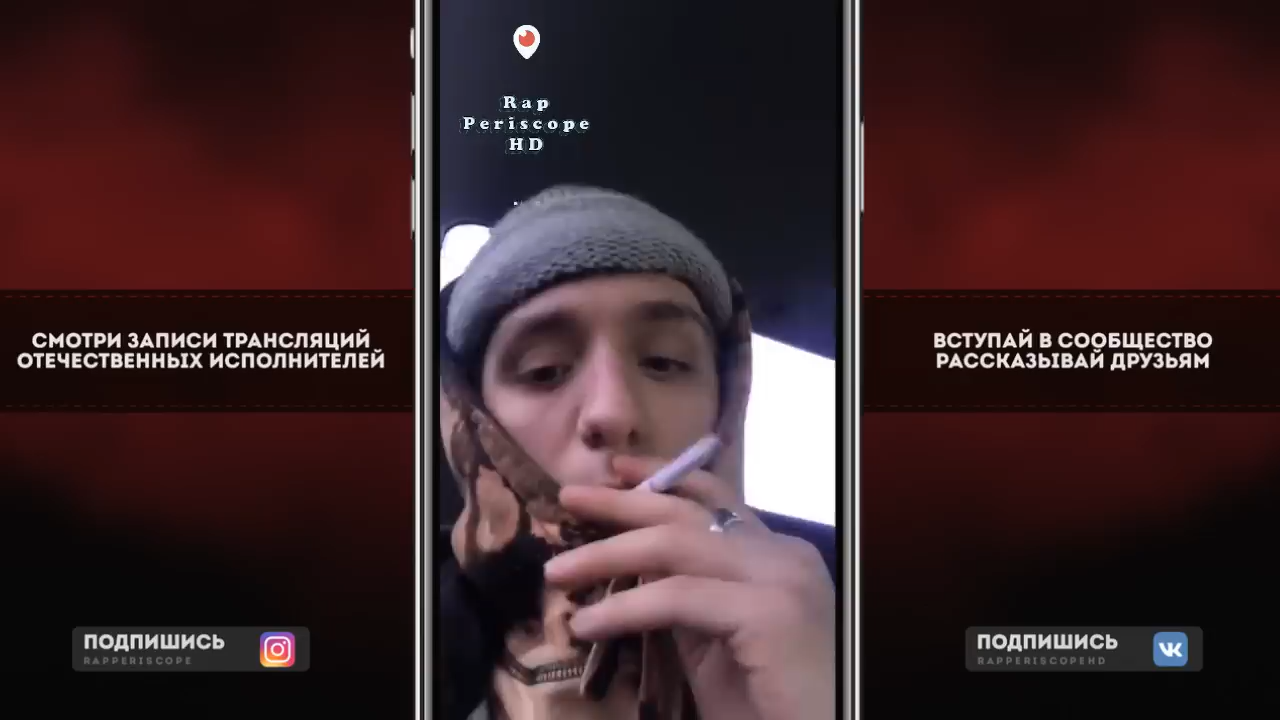 Rap
Periscope
HD
СМОТРИ ЗАПИСИ ТРАНСЛЯЦИЙ
ОТЕЧЕСТВЕННЫХ ИСПОЛНИТЕЛЕЙ
ВСТУПАЙ В СООБЩЕСТВО
РАССКАЗЫВАЙ ДРУЗЬЯМ
ПОДПИШИСЬ
RAPPERISCOPE
ПОДПИШИСЬ
RAPPERISCOPEHD